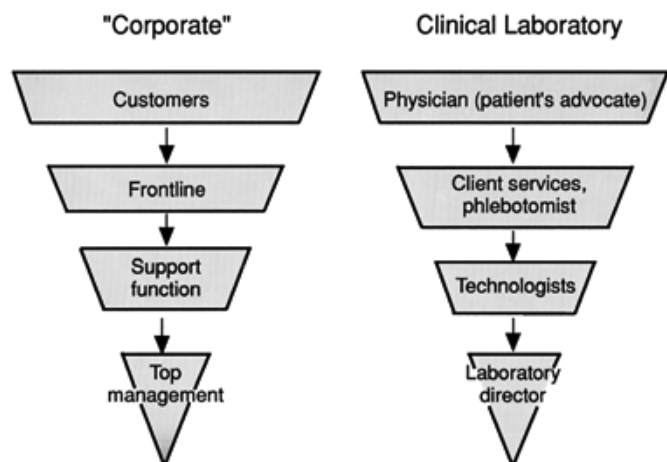 "Corporate"
Clinical Laboratory
Customers
Physician (patient's advocate)
Frontline
Client services,
phlebotomist
Support
function
Technologists
Top
management
Laboratory
director